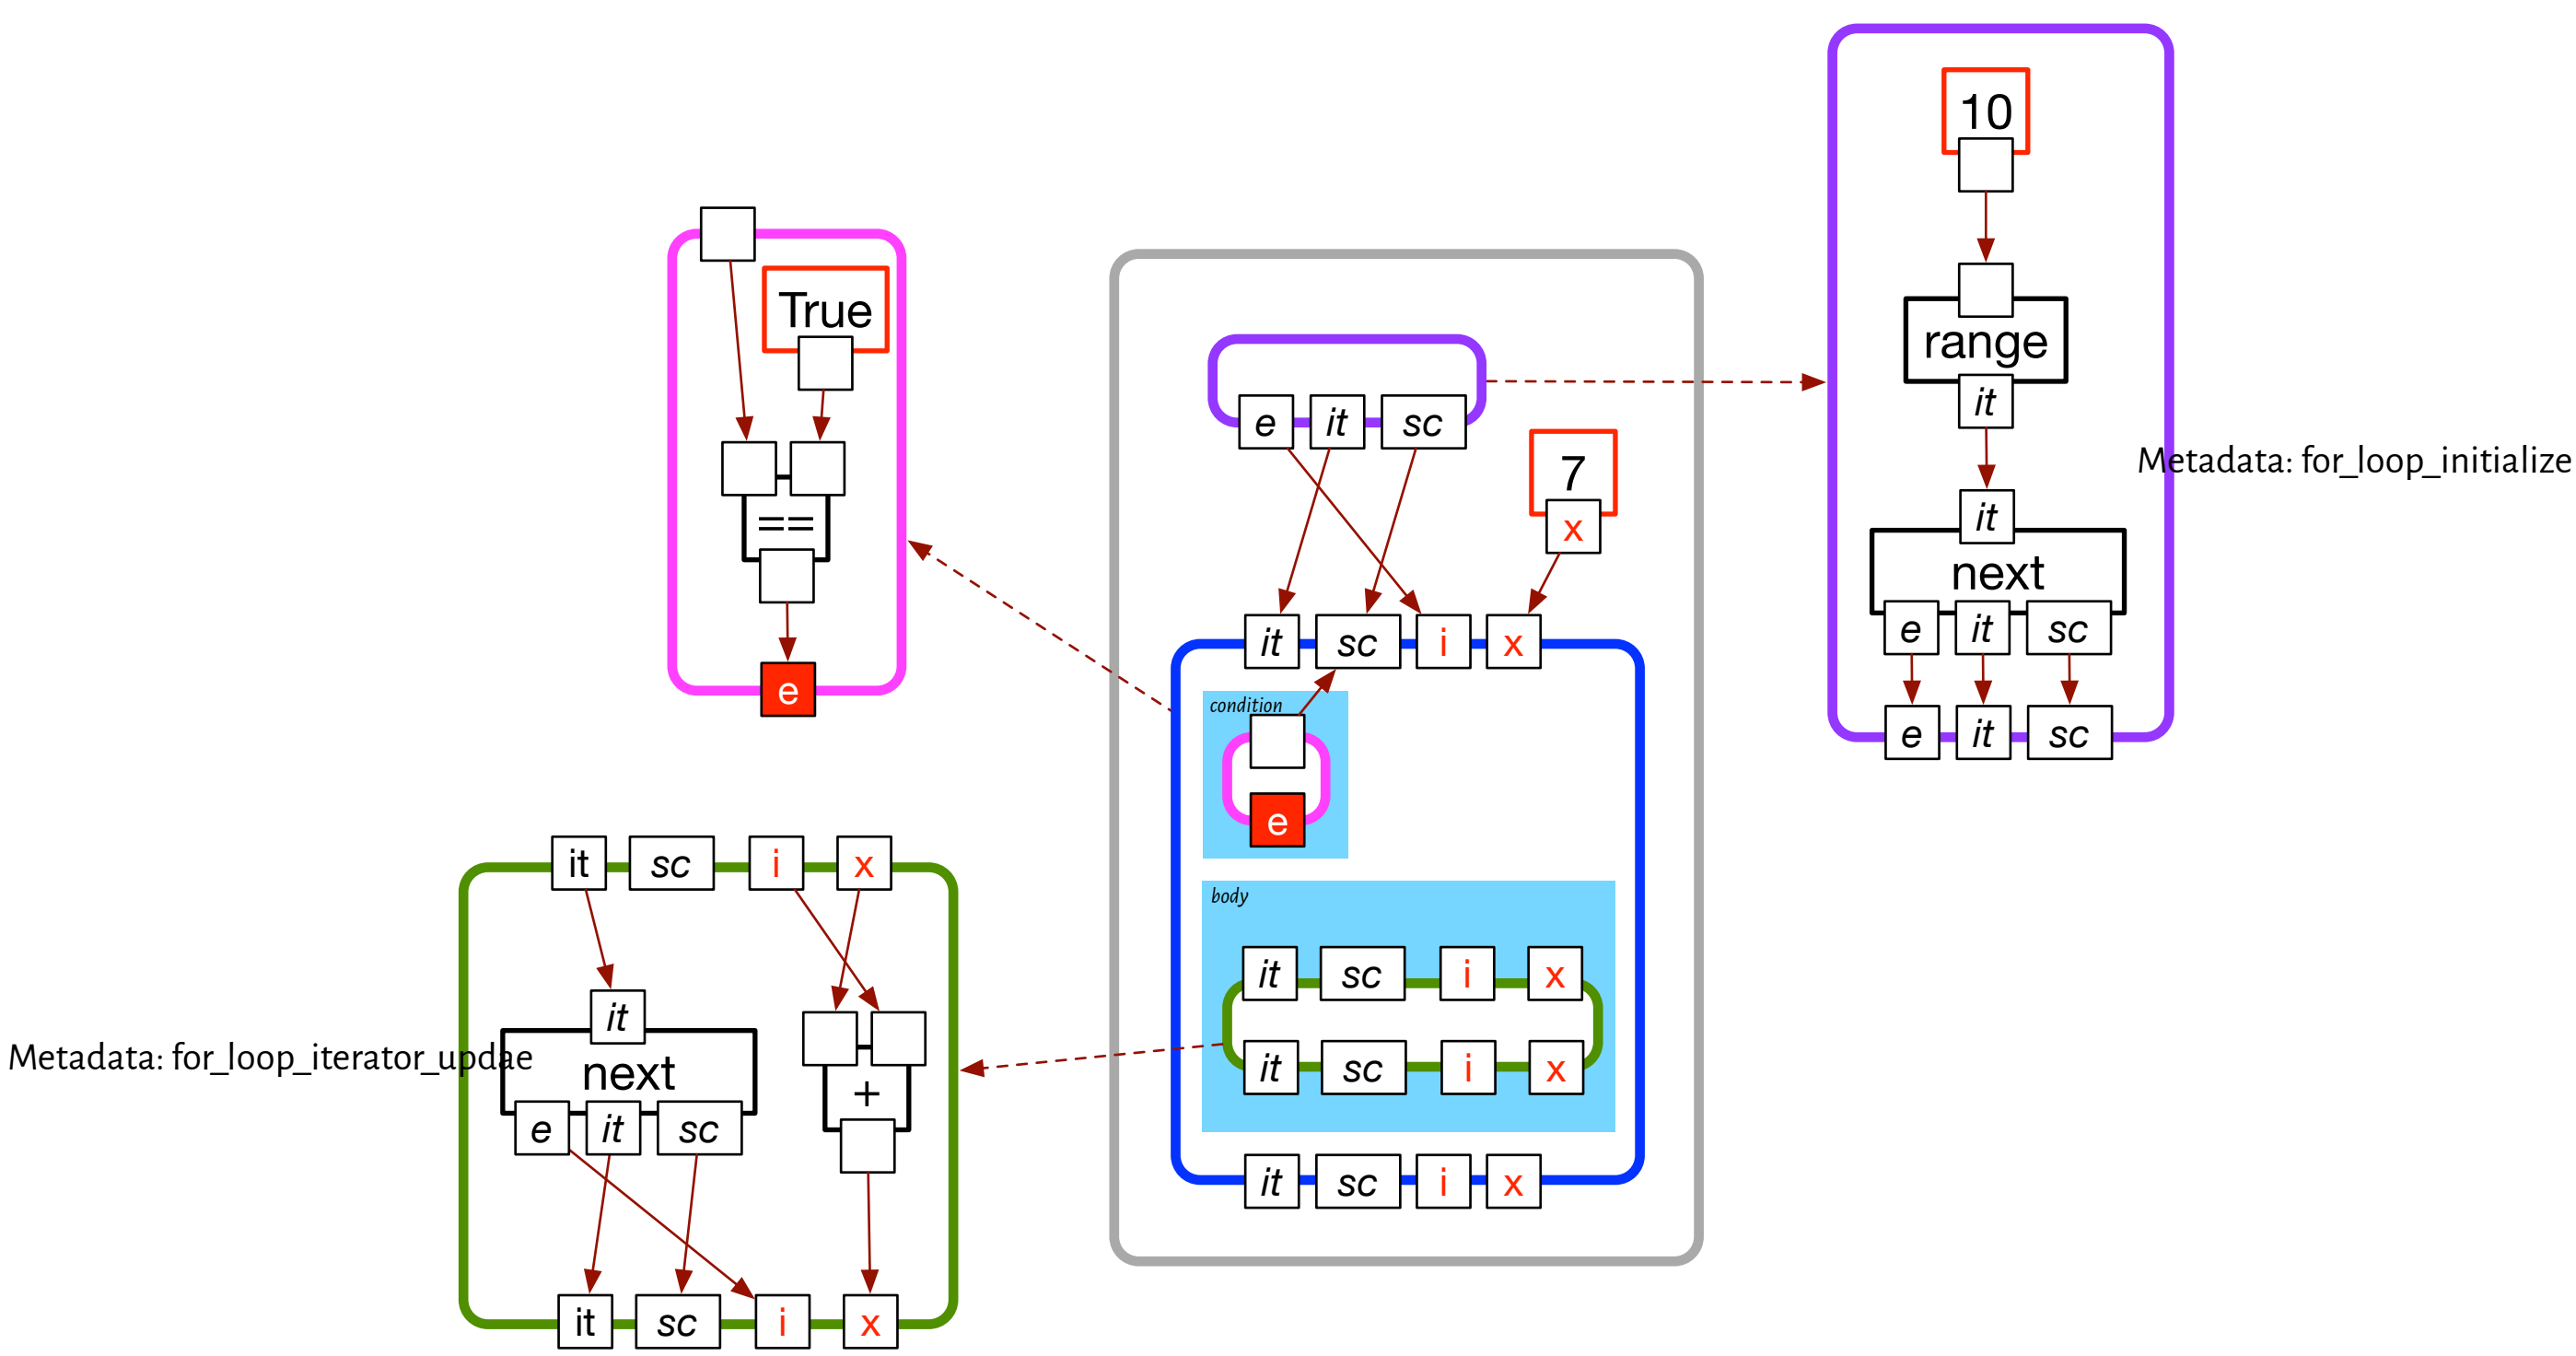 10
range
it
Metadata: for_loop_initialize
it
next
e it sc
e it sc
True
==
e
e it sc
7
x
it sc i x
condition
e
body
it sc i x
it sc i x
it sc i x
it sc i x
it
Metadata: for_loop_iterator_updae
next
+
e it sc
it sc i x